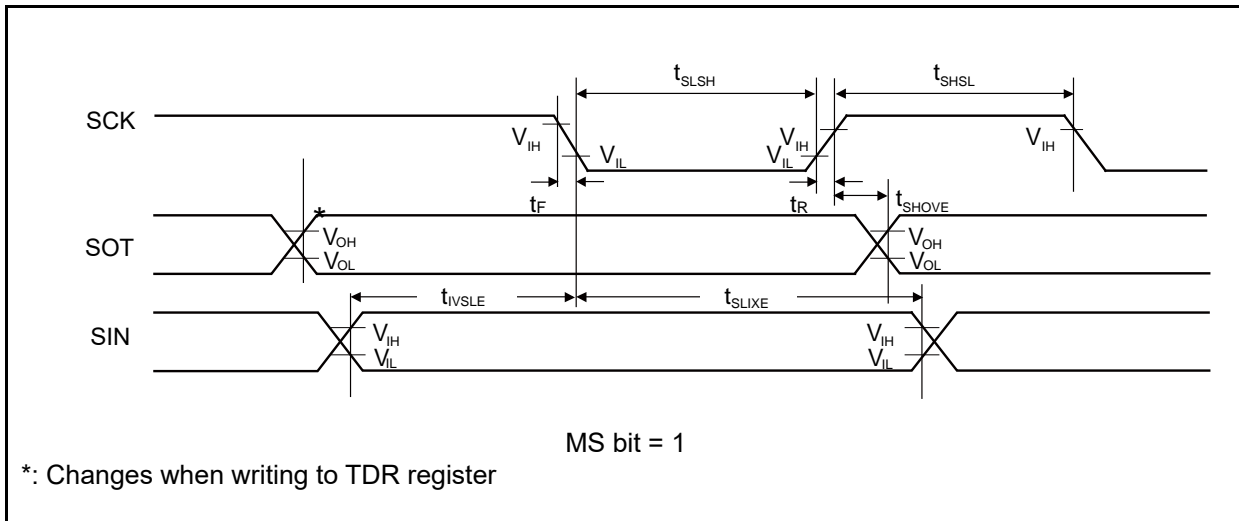 tSLSH tSHSL
SCK
VIH VIL VIH VIL VIH
tF tR tSHOVE
*
SOT
VOH VOL VOH VOL
tIVSLE tSLIXE
SIN
VIH VIL VIH VIL
MS bit = 1
*: Changes when writing to TDR register